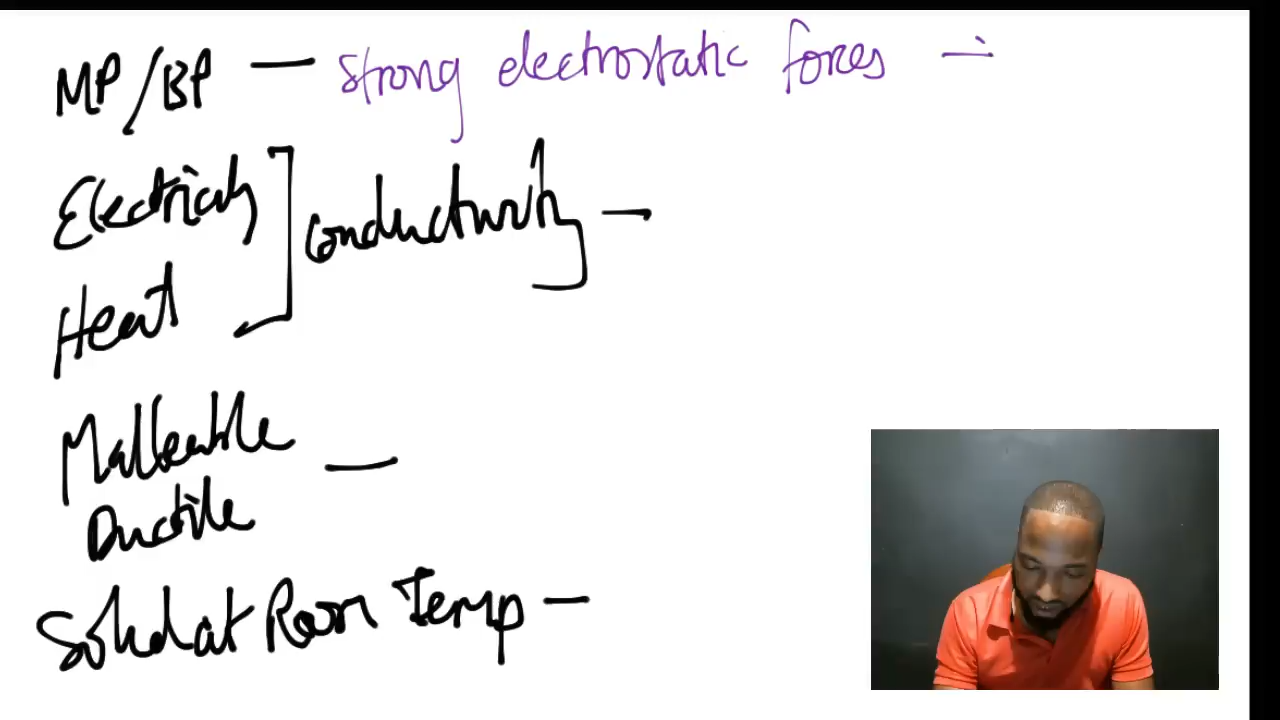 MP/BP — strong electrostatic forces ∸
Electricity
Heat
] conductivity —
Malleable
Ductile —
Solid at Room Temp —